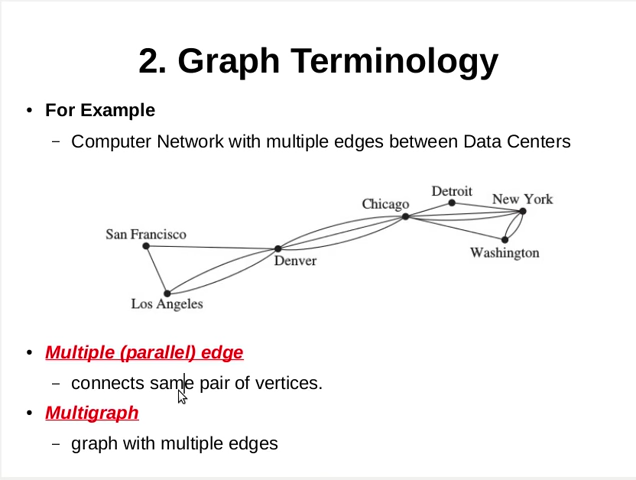 2. Graph Terminology
• For Example
– Computer Network with multiple edges between Data Centers
Detroit
Chicago
New York
San Francisco
Washington
Denver
Los Angeles
• Multiple (parallel) edge
– connects same pair of vertices.
• Multigraph
– graph with multiple edges